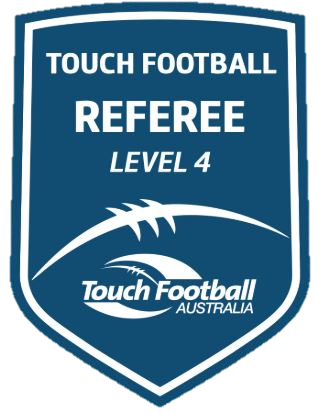 TOUCH FOOTBALL
REFEREE
LEVEL 4
Touch Football
AUSTRALIA